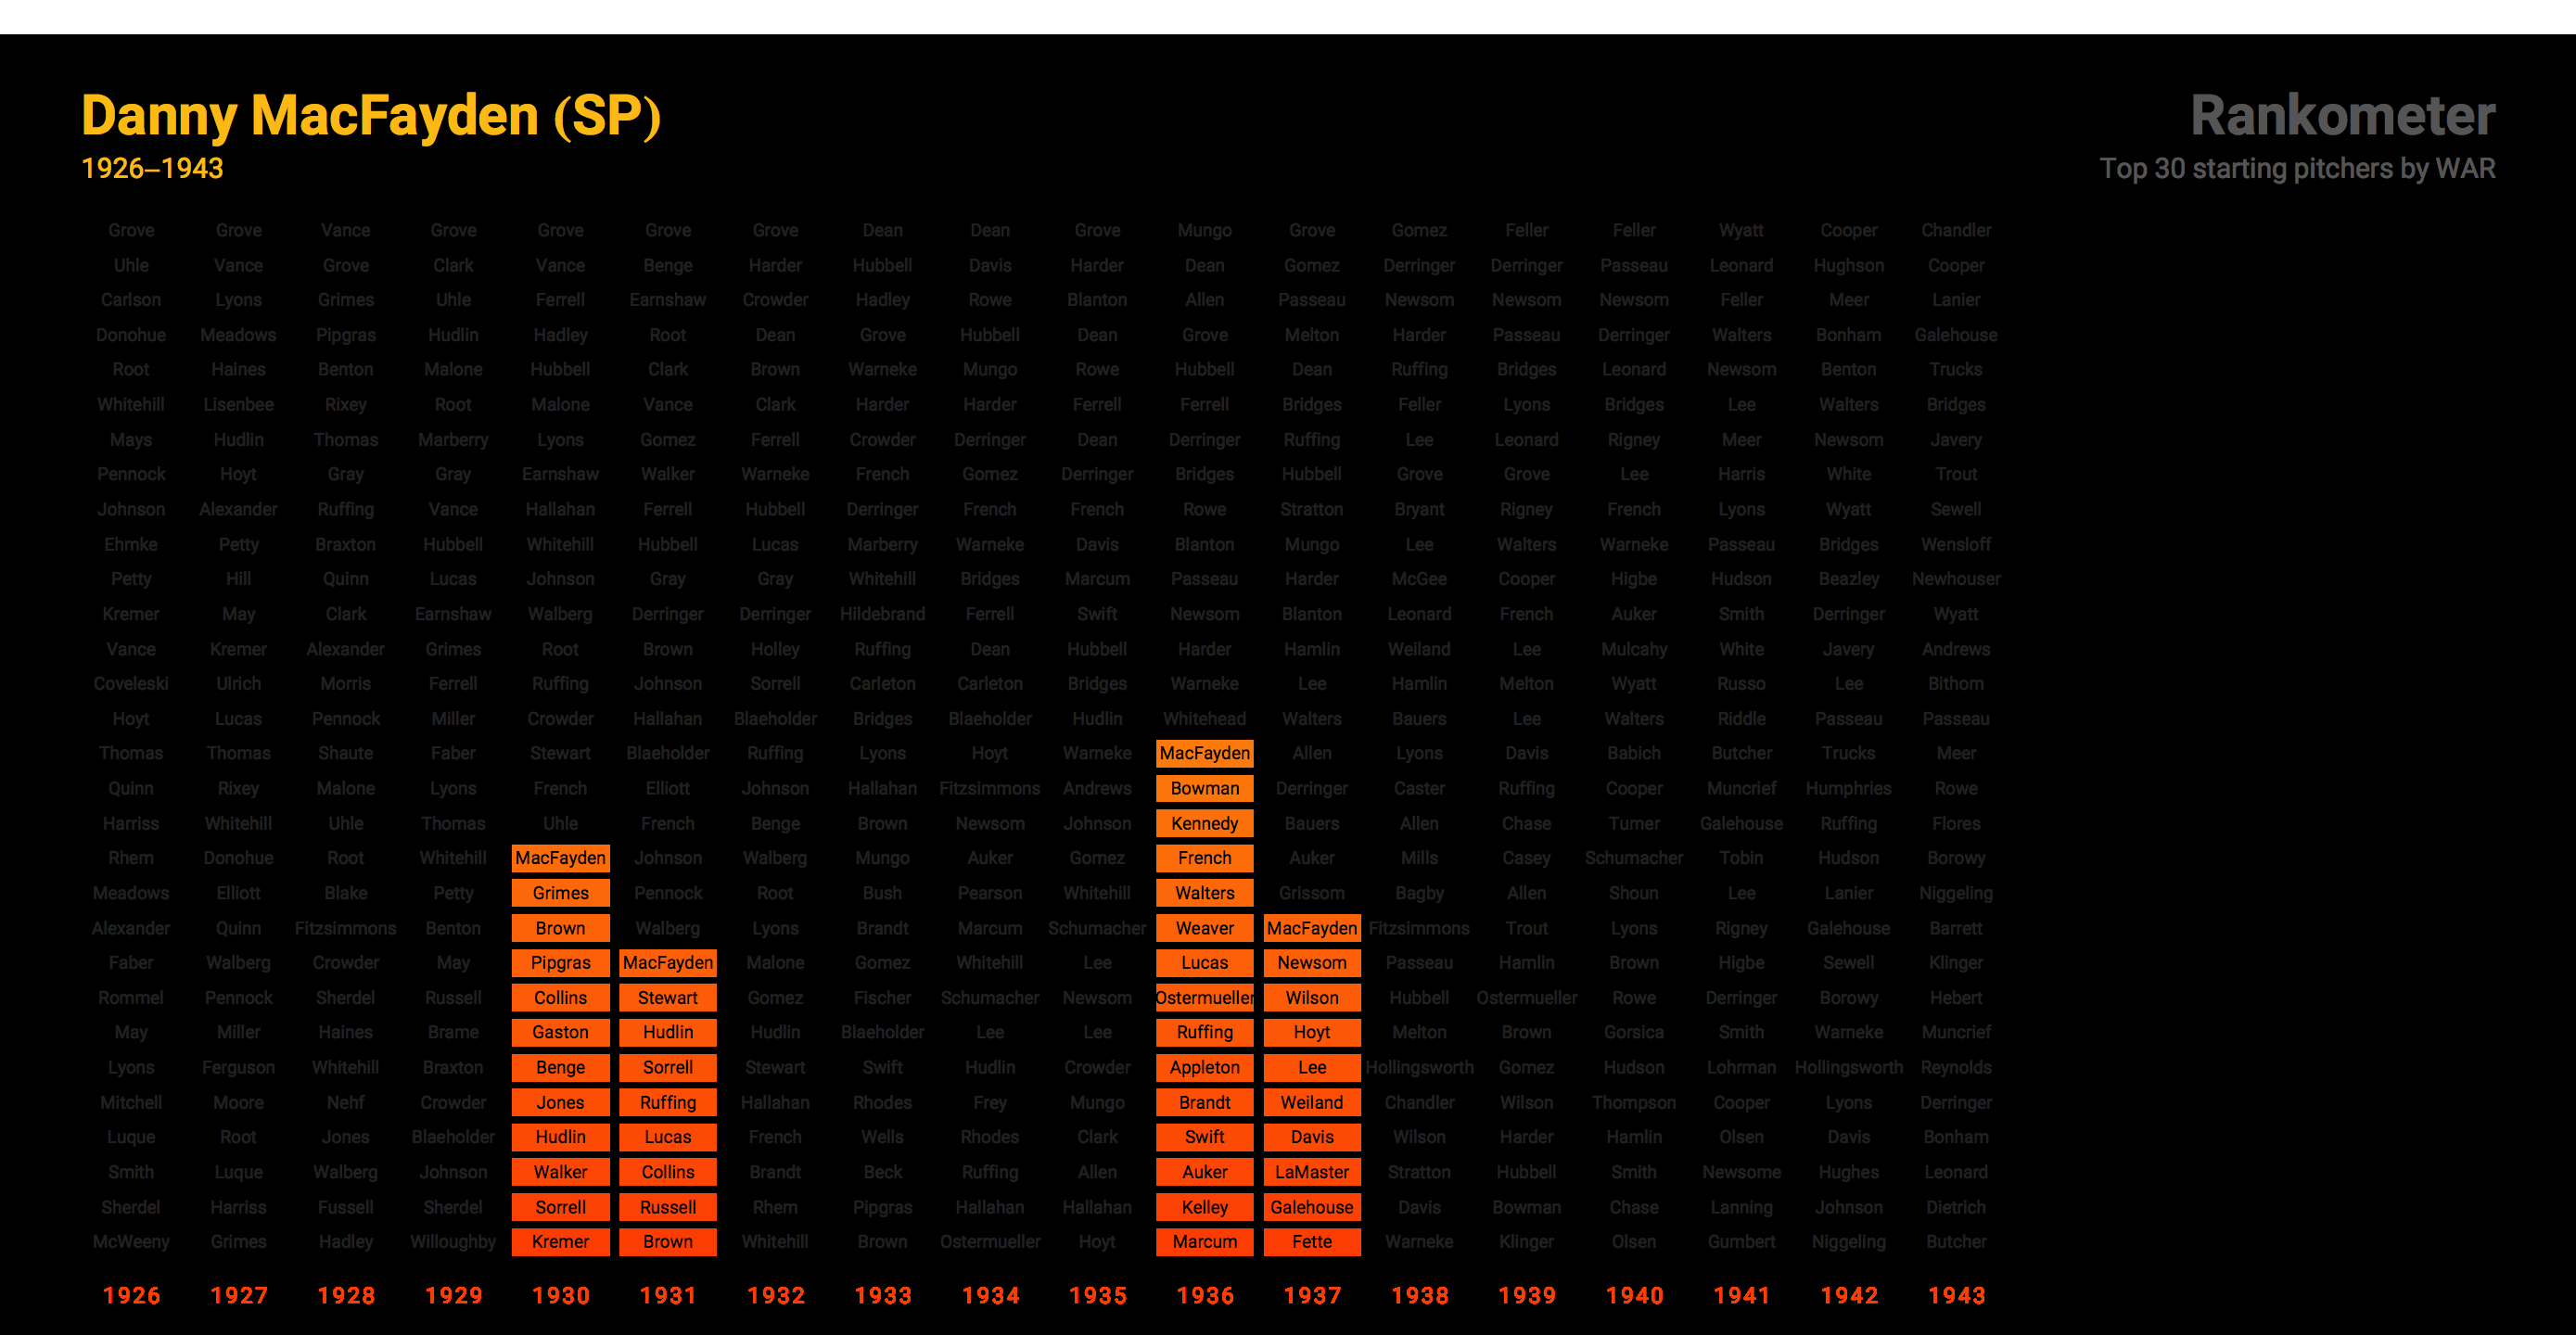 Danny MacFayden (SP)
Rankometer
1926–1943
Top 30 starting pitchers by WAR
Grove Grove Vance Grove Grove Grove Grove Dean Dean Grove Mungo Grove Gomez Feller Feller Wyatt Cooper Chandler
Uhle Vance Grove Clark Vance Benge Harder Hubbell Davis Harder Dean Gomez Derringer Derringer Passeau Leonard Hughson Cooper
Carlson Lyons Grimes Uhle Ferrell Earnshaw Crowder Hadley Rowe Blanton Allen Passeau Newsom Newsom Newsom Feller Meer Lanier
Donohue Meadows Pipgras Hudlin Hadley Root Dean Grove Hubbell Dean Grove Melton Harder Passeau Derringer Walters Bonham Galehouse
Root Haines Benton Malone Hubbell Clark Brown Warneke Mungo Rowe Hubbell Dean Ruffing Bridges Leonard Newsom Benton Trucks
Whitehill Lisenbee Rixey Root Malone Vance Clark Harder Harder Ferrell Ferrell Bridges Feller Lyons Bridges Lee Walters Bridges
Mays Hudlin Thomas Marberry Lyons Gomez Ferrell Crowder Derringer Dean Derringer Ruffing Lee Leonard Rigney Meer Newsom Javery
Pennock Hoyt Gray Gray Earnshaw Walker Warneke French Gomez Derringer Bridges Hubbell Grove Grove Lee Harris White Trout
Johnson Alexander Ruffing Vance Hallahan Ferrell Hubbell Derringer French French Rowe Stratton Bryant Rigney French Lyons Wyatt Sewell
Ehmke Petty Braxton Hubbell Whitehill Hubbell Lucas Marberry Warneke Davis Blanton Mungo Lee Walters Warneke Passeau Bridges Wensloff
Petty Hill Quinn Lucas Johnson Gray Gray Whitehill Bridges Marcum Passeau Harder McGee Cooper Higbe Hudson Beazley Newhouser
Kremer May Clark Earnshaw Walberg Derringer Derringer Hildebrand Ferrell Swift Newsom Blanton Leonard French Auker Smith Derringer Wyatt
Vance Kremer Alexander Grimes Root Brown Holley Ruffing Dean Hubbell Harder Hamlin Weiland Lee Mulcahy White Javery Andrews
Coveleski Ulrich Morris Ferrell Ruffing Johnson Sorrell Carleton Carleton Bridges Warneke Lee Hamlin Melton Wyatt Russo Lee Bithorn
Hoyt Lucas Pennock Miller Crowder Hallahan Blaeholder Bridges Blaeholder Hudlin Whitehead Walters Bauers Lee Walters Riddle Passeau Passeau
Thomas Thomas Shaute Faber Stewart Blaeholder Ruffing Lyons Hoyt Warneke MacFayden Allen Lyons Davis Babich Butcher Trucks Meer
Quinn Rixey Malone Lyons French Elliott Johnson Hallahan Fitzsimmons Andrews Bowman Derringer Caster Ruffing Cooper Muncrief Humphries Rowe
Harriss Whitehill Uhle Thomas Uhle French Benge Brown Newsom Johnson Kennedy Bauers Allen Chase Turner Galehouse Ruffing Flores
Rhem Donohue Root Whitehill MacFayden Johnson Walberg Mungo Auker Gomez French Auker Mills Casey Schumacher Tobin Hudson Borowy
Meadows Elliott Blake Petty Grimes Pennock Root Bush Pearson Whitehill Walters Grissom Bagby Allen Shoun Lee Lanier Niggeling
Alexander Quinn Fitzsimmons Benton Brown Walberg Lyons Brandt Marcum Schumacher Weaver MacFayden Fitzsimmons Trout Lyons Rigney Galehouse Barrett
Faber Walberg Crowder May Pipgras MacFayden Malone Gomez Whitehill Lee Lucas Newsom Passeau Hamlin Brown Higbe Sewell Klinger
Rommel Pennock Sherdel Russell Collins Stewart Gomez Fischer Schumacher Newsom Ostermueller Wilson Hubbell Ostermueller Rowe Derringer Borowy Hebert
May Miller Haines Brame Gaston Hudlin Hudlin Blaeholder Lee Lee Ruffing Hoyt Melton Brown Gorsica Smith Warneke Muncrief
Lyons Ferguson Whitehill Braxton Benge Sorrell Stewart Swift Hudlin Crowder Appleton Lee Hollingsworth Gomez Hudson Lohrman Hollingsworth Reynolds
Mitchell Moore Nehf Crowder Jones Ruffing Hallahan Rhodes Frey Mungo Brandt Weiland Chandler Wilson Thompson Cooper Lyons Derringer
Luque Root Jones Blaeholder Hudlin Lucas French Wells Rhodes Clark Swift Davis Wilson Harder Hamlin Olsen Davis Bonham
Smith Luque Walberg Johnson Walker Collins Brandt Beck Ruffing Allen Auker LaMaster Stratton Hubbell Smith Newsome Hughes Leonard
Sherdel Harriss Fussell Sherdel Sorrell Russell Rhem Pipgras Hallahan Hallahan Kelley Galehouse Davis Bowman Chase Lanning Johnson Dietrich
McWeeny Grimes Hadley Willoughby Kremer Brown Whitehill Brown Ostermueller Hoyt Marcum Fette Warneke Klinger Olsen Gumbert Niggeling Butcher
1926 1927 1928 1929 1930 1931 1932 1933 1934 1935 1936 1937 1938 1939 1940 1941 1942 1943